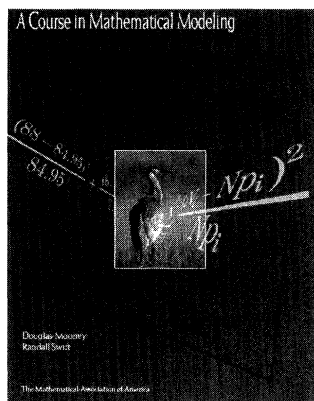 A Course in Mathematical Modeling
(88 - 84.95)
84.95
- Npi)²
Npi
Douglas Mooney
Randall Swift
The Mathematical Association of America